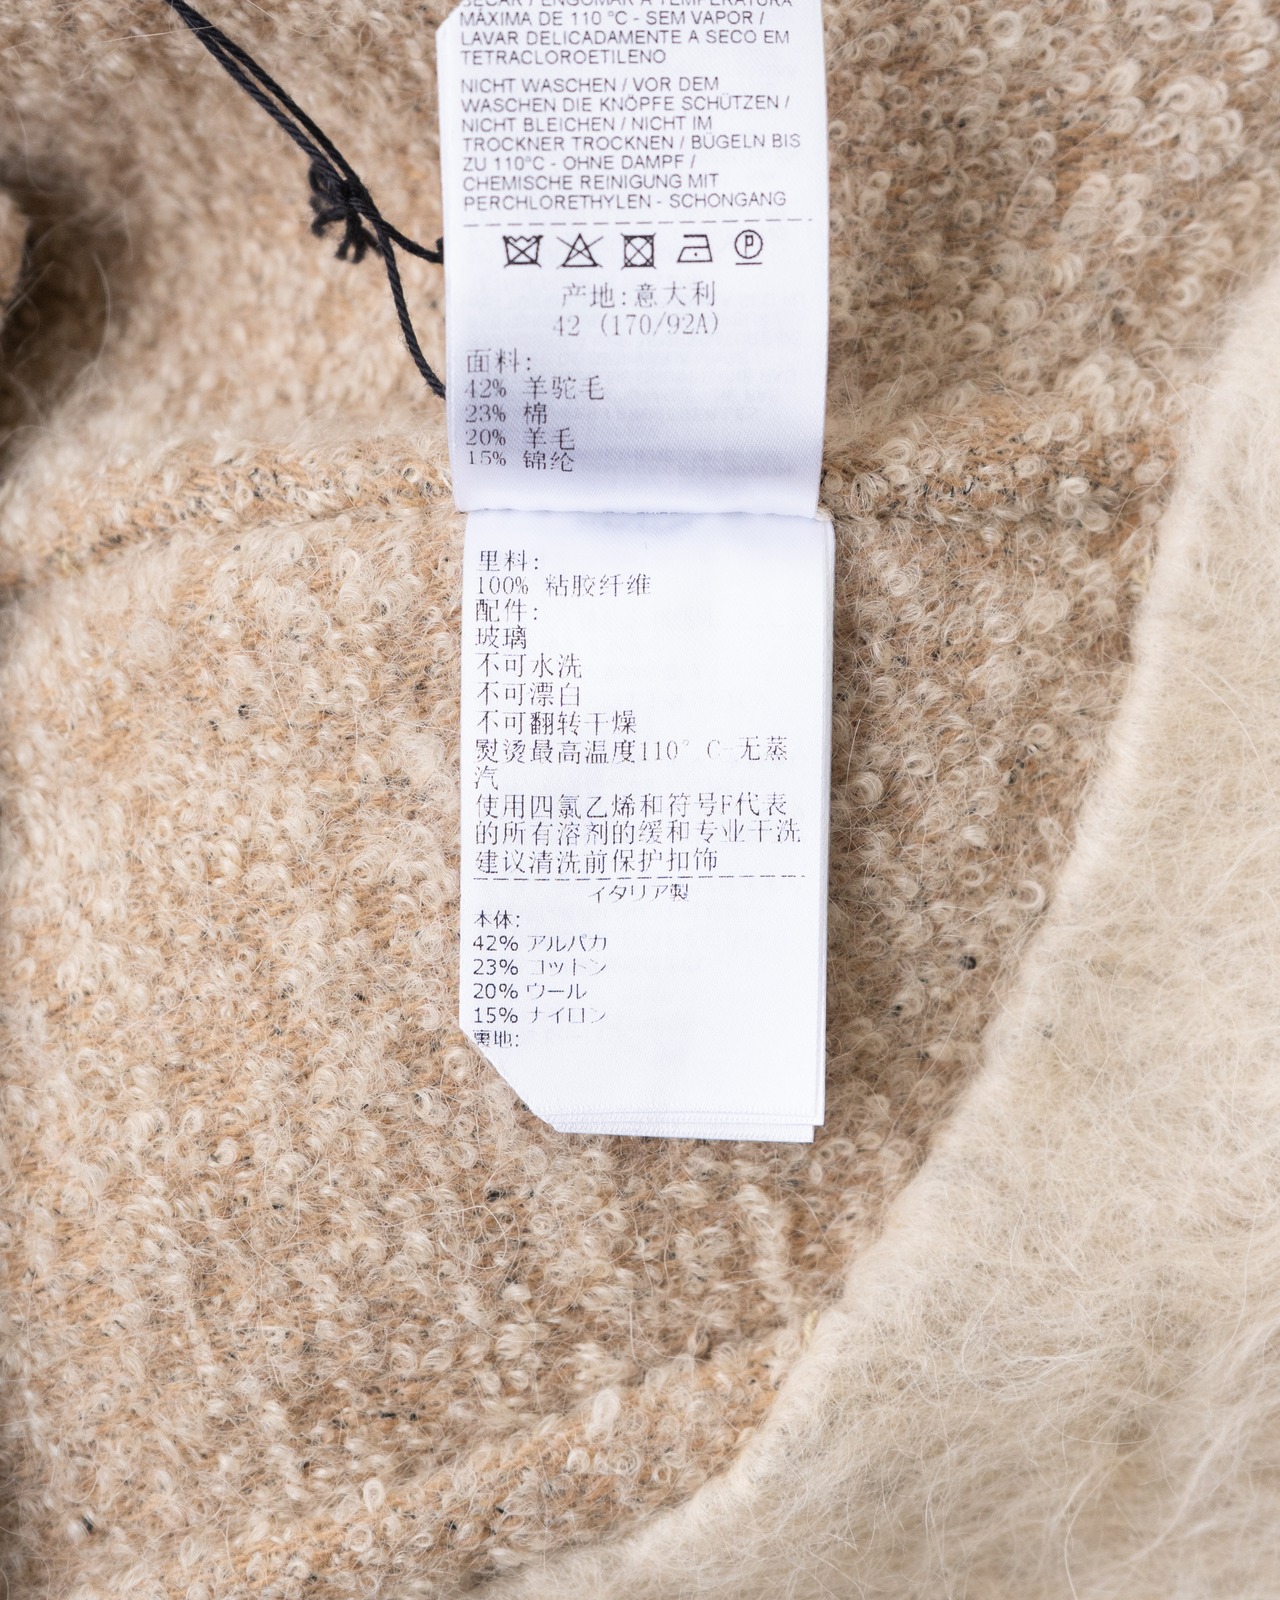 SECAR / ENGOMAR A TEMPERATURA
MÁXIMA DE 110 °C - SEM VAPOR /
LAVAR DELICADAMENTE A SECO EM
TETRACLOROETILENO
NICHT WASCHEN / VOR DEM
WASCHEN DIE KNÖPFE SCHÜTZEN /
NICHT BLEICHEN / NICHT IM
TROCKNER TROCKNEN / BÜGELN BIS
ZU 110°C - OHNE DAMPF /
CHEMISCHE REINIGUNG MIT
PERCHLORETHYLEN - SCHONGANG
P
产地:意大利
42 (170/92A)
面料:
42% 羊驼毛
23% 棉
20% 羊毛
15% 锦纶
里料:
100% 粘胶纤维
配件:
玻璃
不可水洗
不可漂白
不可翻转干燥
熨烫最高温度110° C-无蒸
汽
使用四氯乙烯和符号F代表
的所有溶剂的缓和专业干洗
建议清洗前保护扣饰
イタリア製
本体:
42% アルパカ
23% コットン
20% ウール
15% ナイロン
裏地: